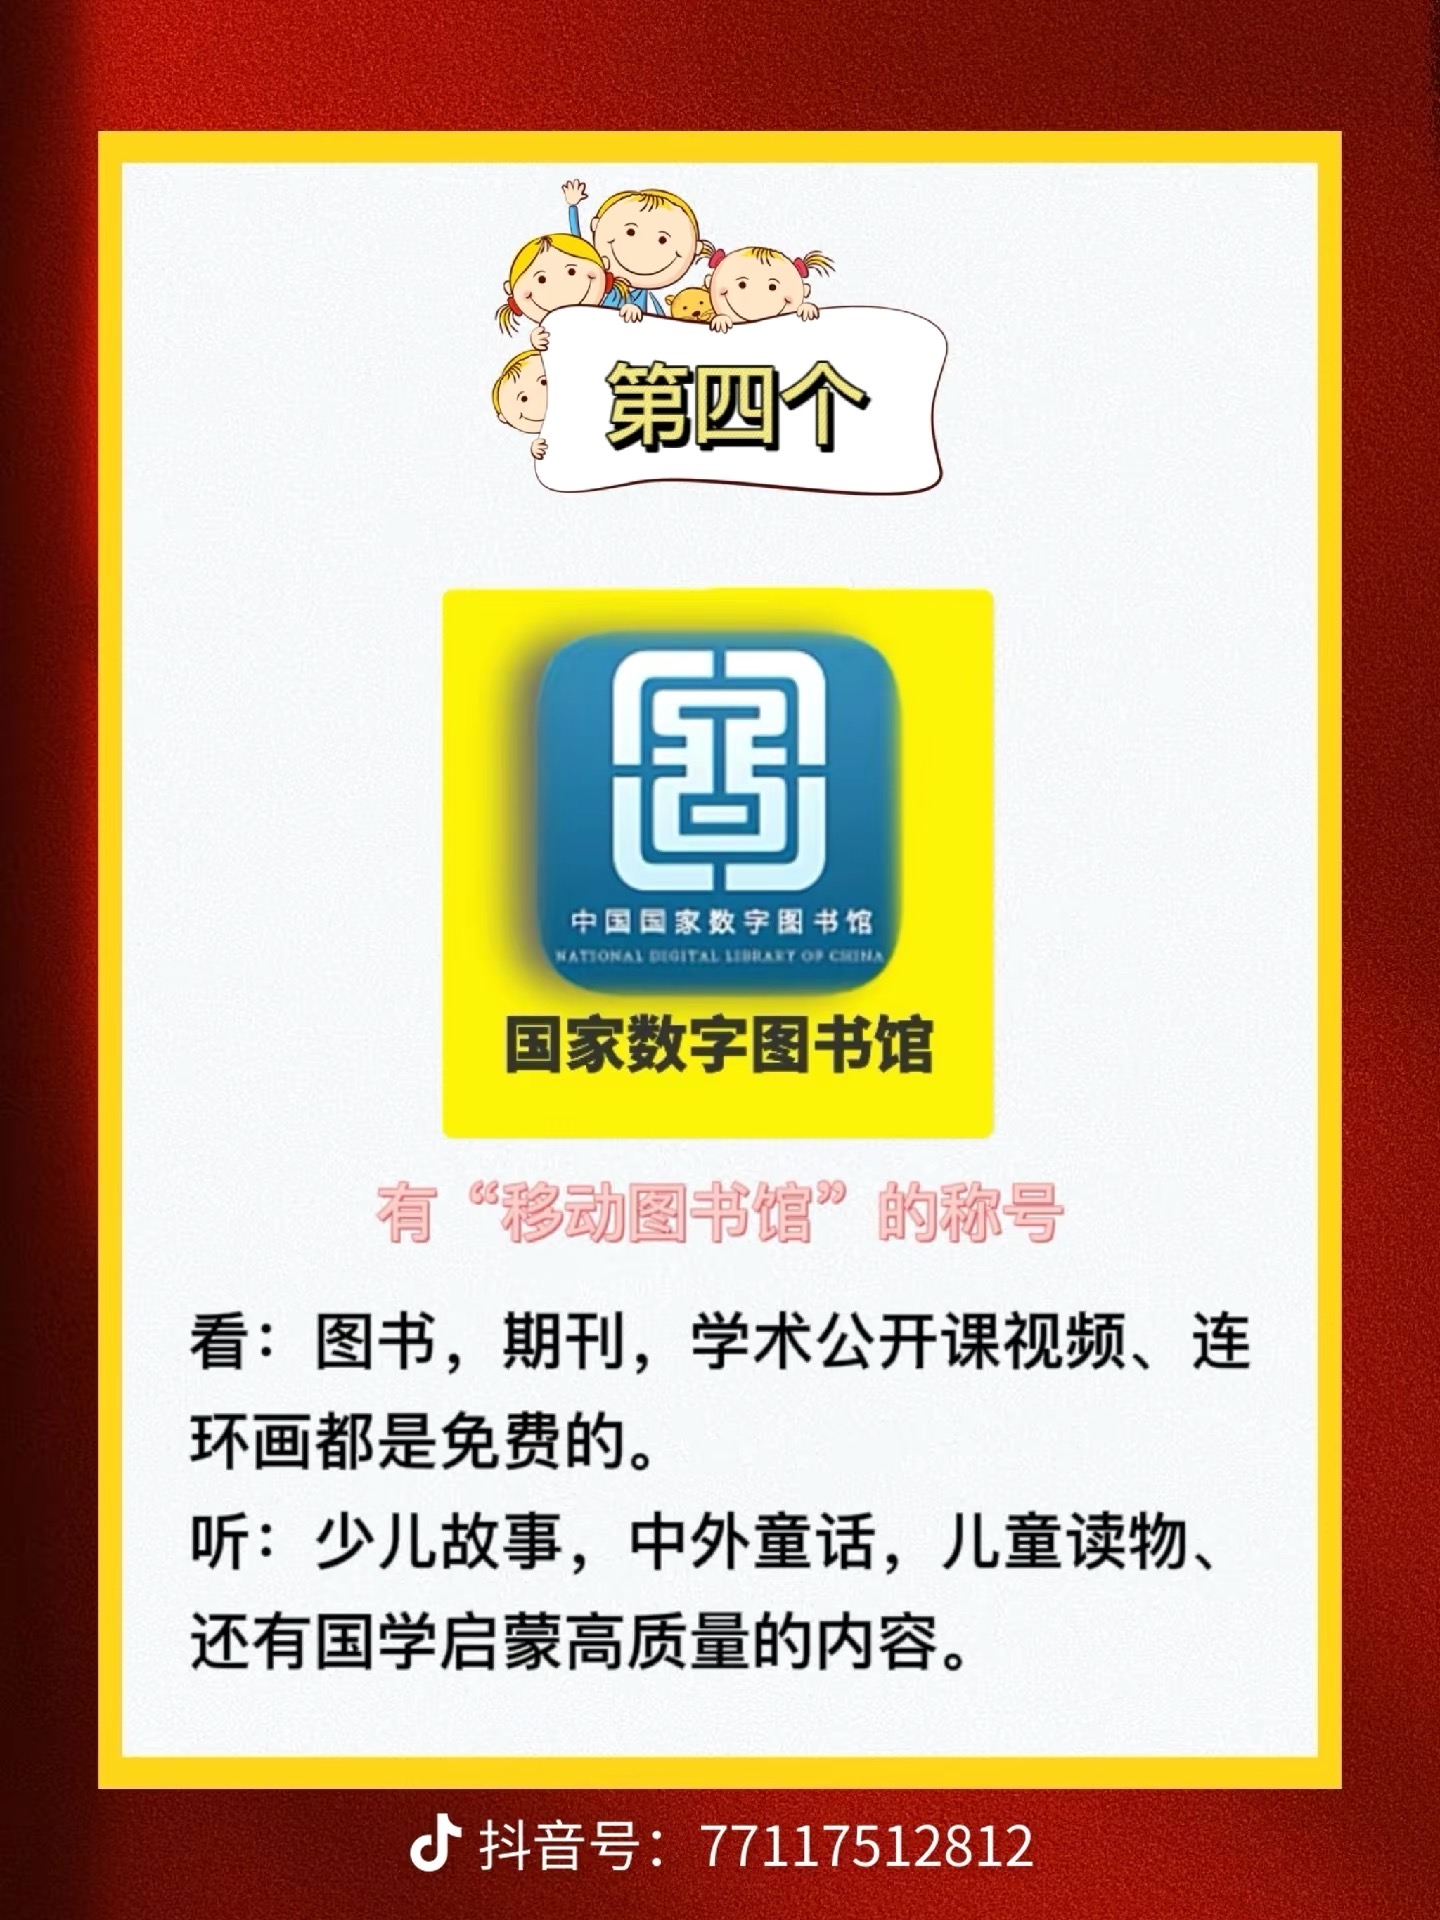 第四个
中国国家数字图书馆
NATIONAL DIGITAL LIBRARY OF CHINA
国家数字图书馆
有“移动图书馆”的称号
看：图书，期刊，学术公开课视频、连
环画都是免费的。
听：少儿故事，中外童话，儿童读物、
还有国学启蒙高质量的内容。
抖音号：77117512812